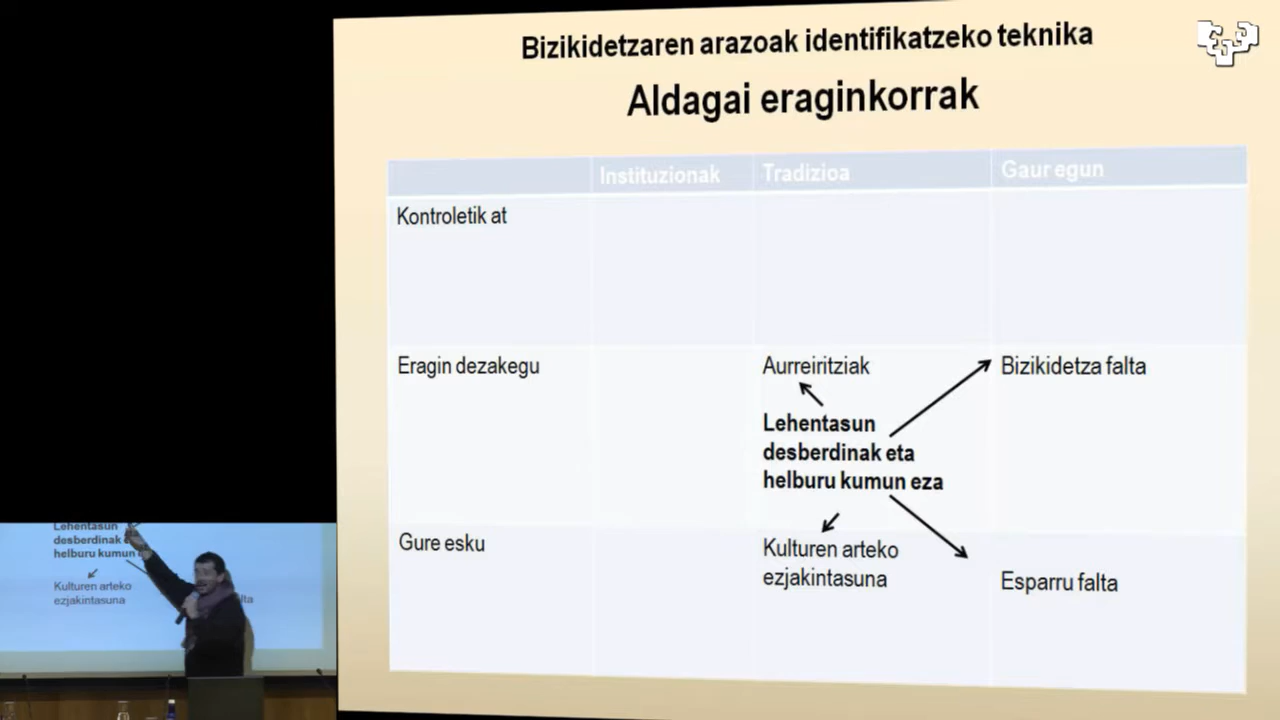 Bizikidetzaren arazoak identifikatzeko teknika
Aldagai eraginkorrak
Instituzionak Tradizioa Gaur egun
Kontroletik at
Eragin dezakegu Aurreiritziak Bizikidetza falta
Lehentasun
desberdinak eta
helburu kumun eza
Gure esku Kulturen arteko
ezjakintasuna Esparru falta
Lehentasun
desberdinak
helburu kumun
Kulturen arteko
ezjakintasuna